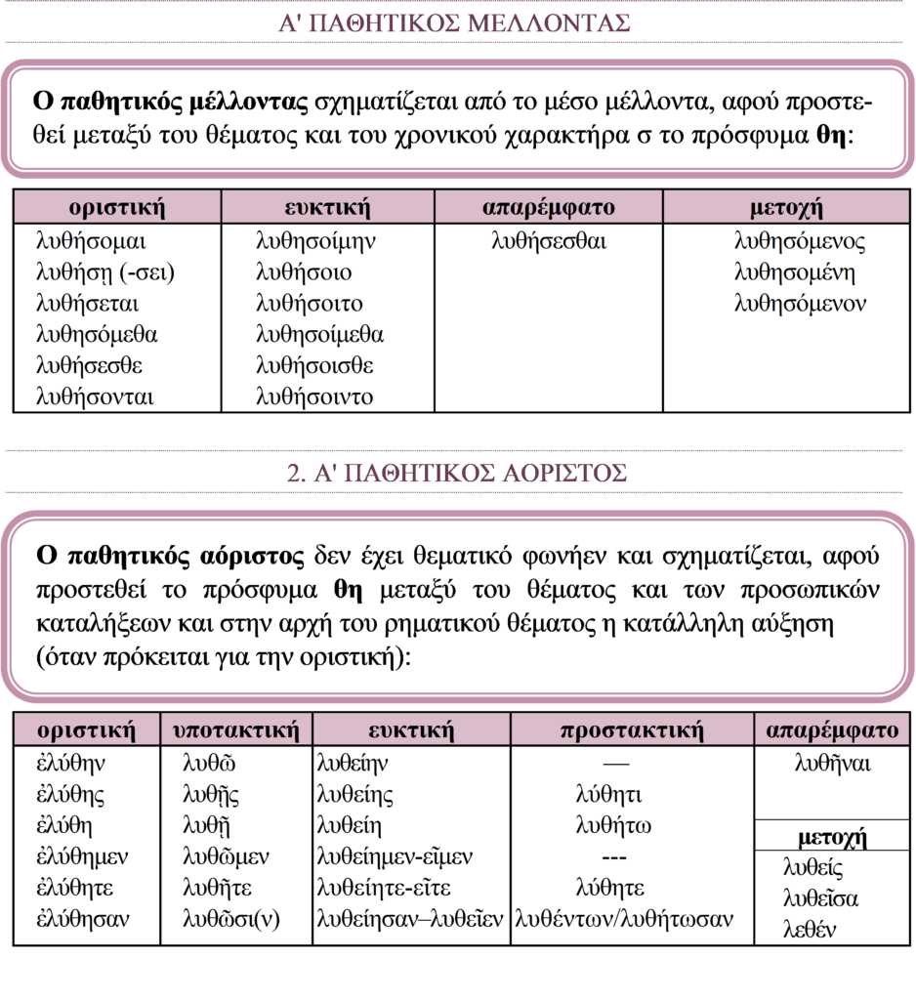 Α' ΠΑΘΗΤΙΚΟΣ ΜΕΛΛΟΝΤΑΣ
Ο παθητικός μέλλοντας σχηματίζεται από το μέσο μέλλοντα, αφού προστε-
θεί μεταξύ του θέματος και του χρονικού χαρακτήρα σ το πρόσφυμα θη:
οριστική ευκτική απαρέμφατο μετοχή
λυθήσομαι λυθησοίμην λυθήσεσθαι λυθησόμενος
λυθήσῃ (-σει) λυθήσοιο λυθησομένη
λυθήσεται λυθήσοιτο λυθησόμενον
λυθησόμεθα λυθησοίμεθα
λυθήσεσθε λυθήσοισθε
λυθήσονται λυθήσοιντο
2. Α' ΠΑΘΗΤΙΚΟΣ ΑΟΡΙΣΤΟΣ
Ο παθητικός αόριστος δεν έχει θεματικό φωνήεν και σχηματίζεται, αφού
προστεθεί το πρόσφυμα θη μεταξύ του θέματος και των προσωπικών
καταλήξεων και στην αρχή του ρηματικού θέματος η κατάλληλη αύξηση
(όταν πρόκειται για την οριστική):
οριστική υποτακτική ευκτική προστακτική απαρέμφατο
ἐλύθην λυθῶ λυθείην — λυθῆναι
ἐλύθης λυθῇς λυθείης λύθητι
ἐλύθη λυθῇ λυθείη λυθήτω
μετοχή
ἐλύθημεν λυθῶμεν λυθείημεν-εῖμεν ---
λυθείς
ἐλύθητε λυθῆτε λυθείητε-εῖτε λύθητε
λυθεῖσα
ἐλύθησαν λυθῶσι(ν) λυθείησαν–λυθεῖεν λυθέντων/λυθήτωσαν
λεθέν